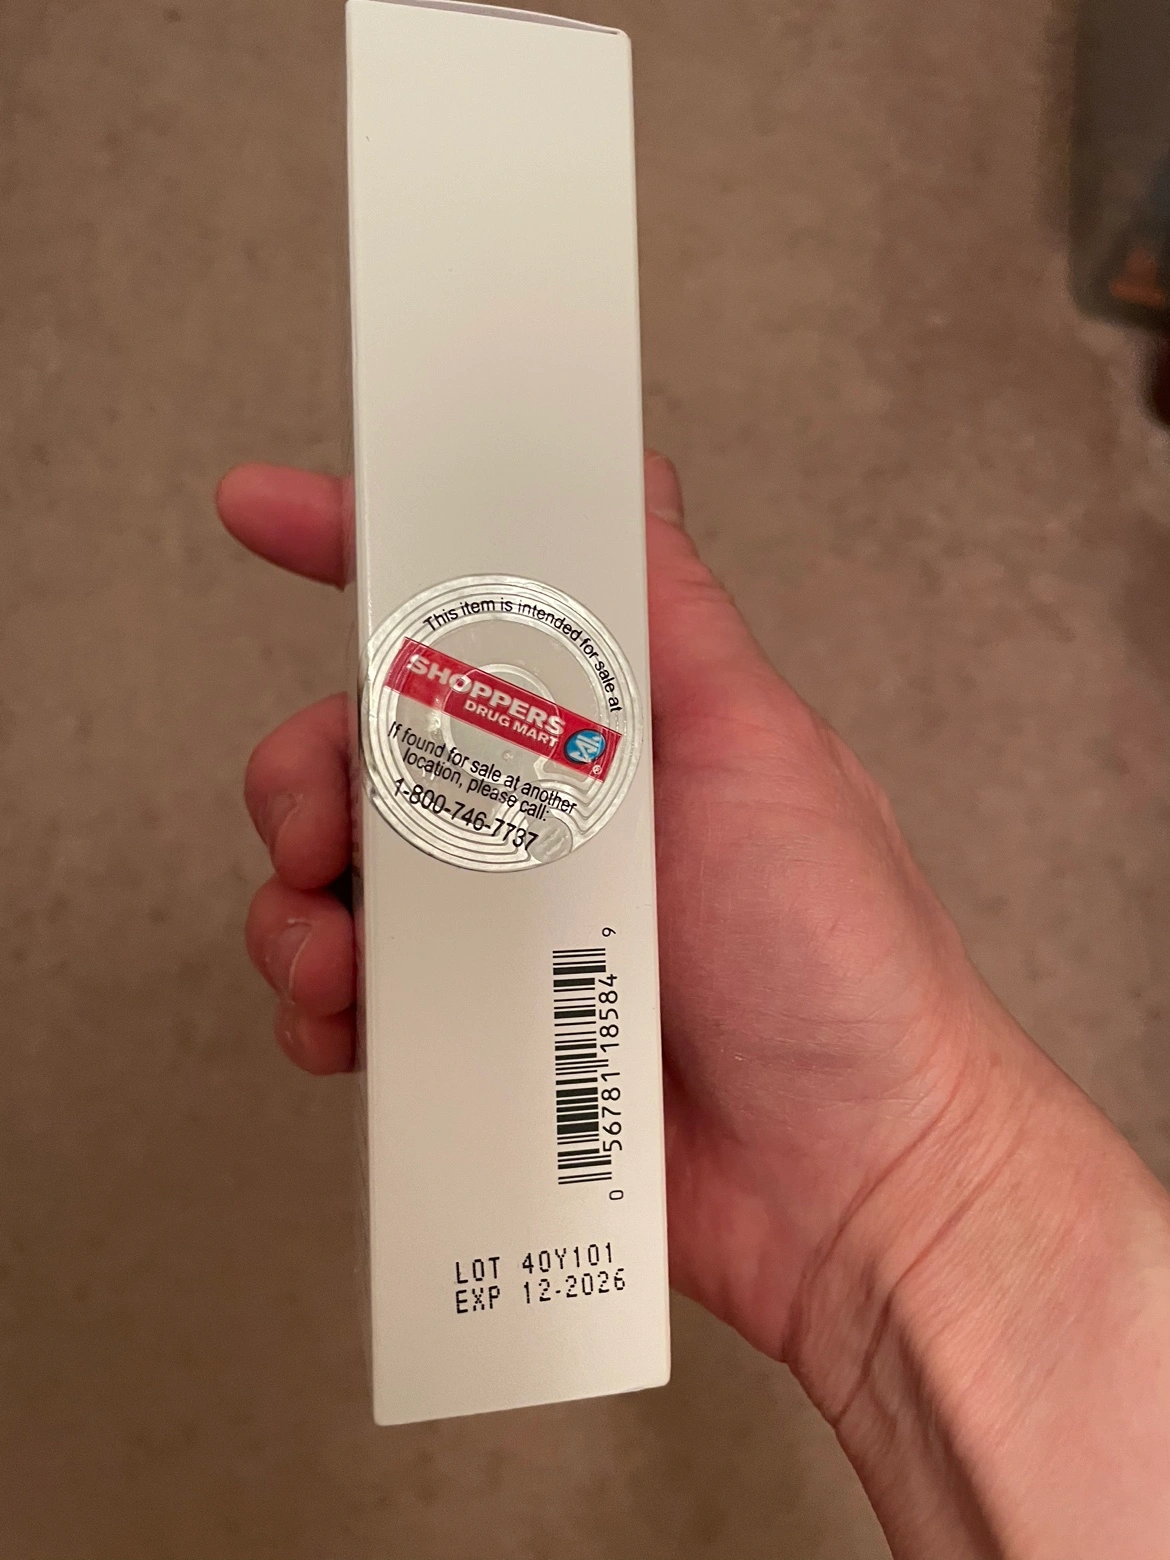 This item is intended for sale at
SHOPPERS
DRUG MART
®
If found for sale at another
location, please call:
1-800-746-7737
0 56781 18584 9
LOT 40Y101
EXP 12-2026